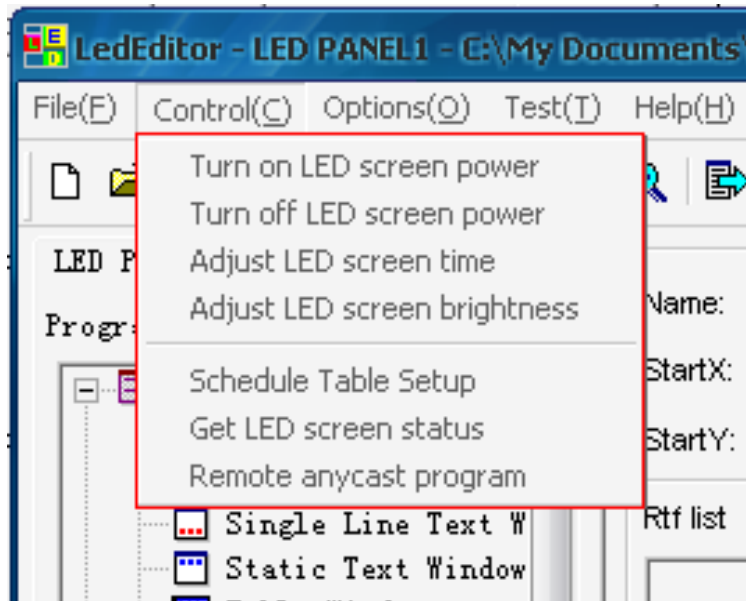 LedEditor - LED PANEL1 - C:\My Documents\
File(F) Control(C) Options(O) Test(T) Help(H)
Turn on LED screen power
Turn off LED screen power
Adjust LED screen time
Adjust LED screen brightness
Schedule Table Setup
Get LED screen status
Remote anycast program
LED
Name:
StartX:
StartY:
Rtf list
Single Line Text
Static Text Window